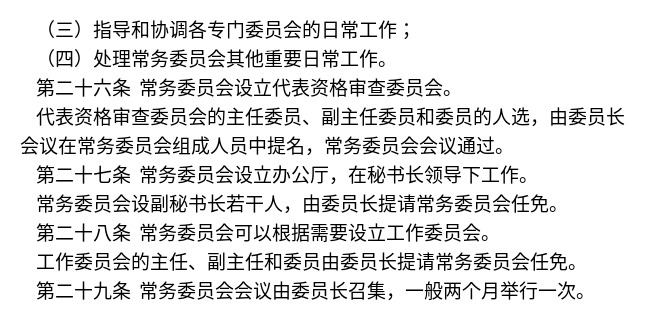 （三）指导和协调各专门委员会的日常工作；
（四）处理常务委员会其他重要日常工作。
第二十六条 常务委员会设立代表资格审查委员会。
代表资格审查委员会的主任委员、副主任委员和委员的人选，由委员长
会议在常务委员会组成人员中提名，常务委员会会议通过。
第二十七条 常务委员会设立办公厅，在秘书长领导下工作。
常务委员会设副秘书长若干人，由委员长提请常务委员会任免。
第二十八条 常务委员会可以根据需要设立工作委员会。
工作委员会的主任、副主任和委员由委员长提请常务委员会任免。
第二十九条 常务委员会会议由委员长召集，一般两个月举行一次。